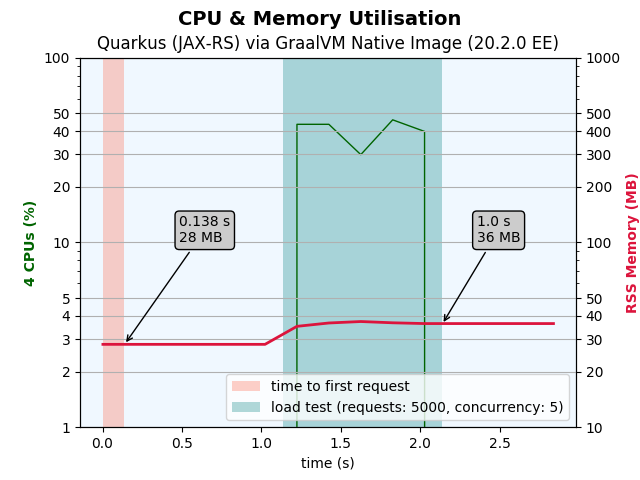 CPU & Memory Utilisation
Quarkus (JAX-RS) via GraalVM Native Image (20.2.0 EE)
100
50
40
30
20
10
5
4
3
2
1
4 CPUs (%)
1000
500
400
300
200
100
50
40
30
20
10
RSS Memory (MB)
0.138 s
28 MB
1.0 s
36 MB
time to first request
load test (requests: 5000, concurrency: 5)
0.0 0.5 1.0 1.5 2.0 2.5
time (s)